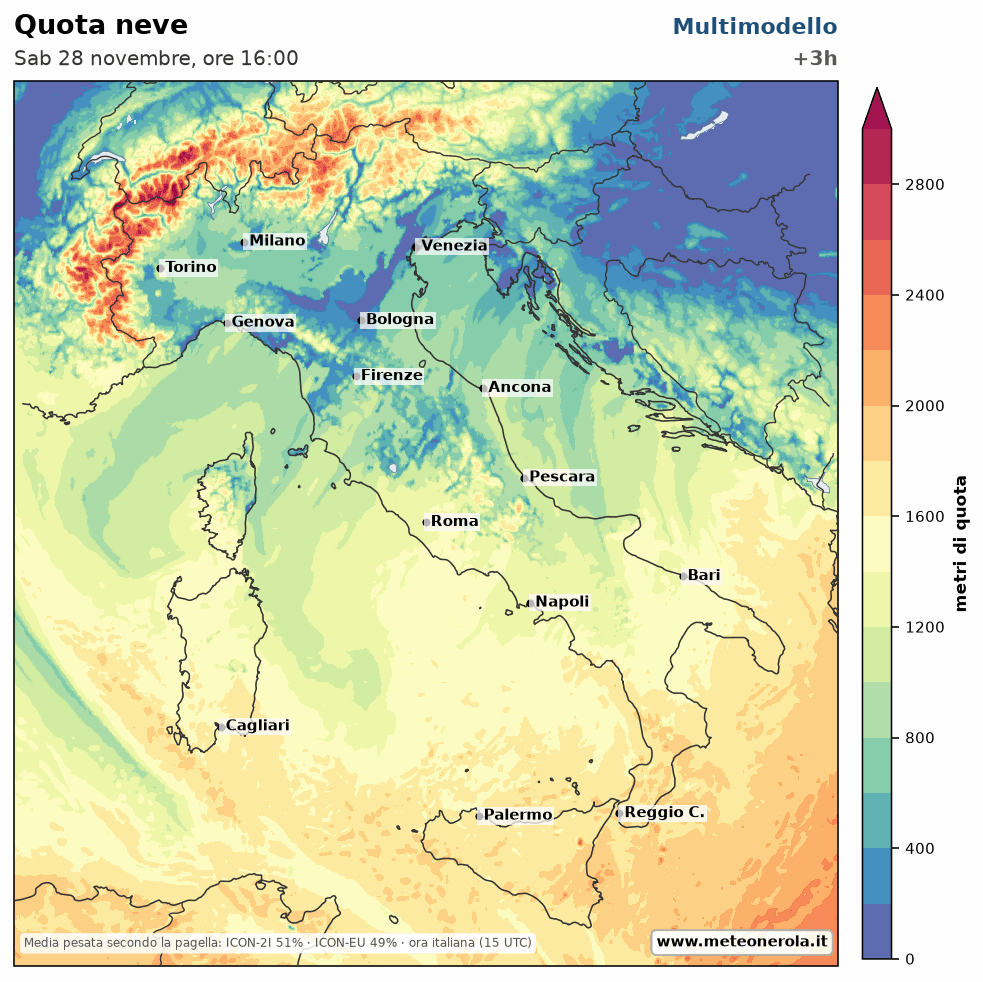 Quota neve
Multimodello
Sab 28 novembre, ore 16:00
+3h
Milano
Venezia
Torino
Genova
Bologna
Firenze
Ancona
Pescara
Roma
Bari
Napoli
Cagliari
Palermo
Reggio C.
2800
2400
2000
1600
1200
800
400
0
metri di quota
Media pesata secondo la pagella: ICON-2I 51% · ICON-EU 49% · ora italiana (15 UTC)
www.meteonerola.it